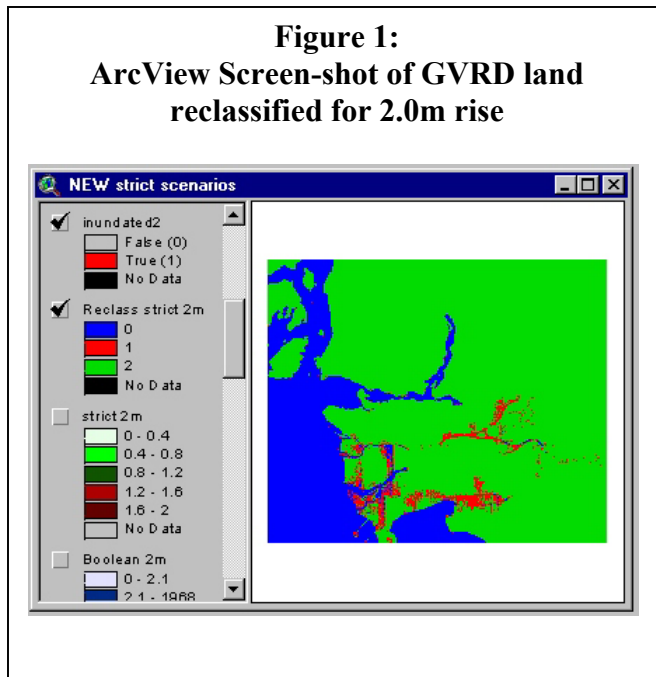 Figure 1:
ArcView Screen-shot of GVRD land
reclassified for 2.0m rise
NEW strict scenarios
inundated2
False (0)
True (1)
No Data
Reclass strict 2m
0
1
2
No Data
strict 2m
0 - 0.4
0.4 - 0.8
0.8 - 1.2
1.2 - 1.6
1.6 - 2
No Data
Boolean 2m
0 - 2.1
2.1 - 1968